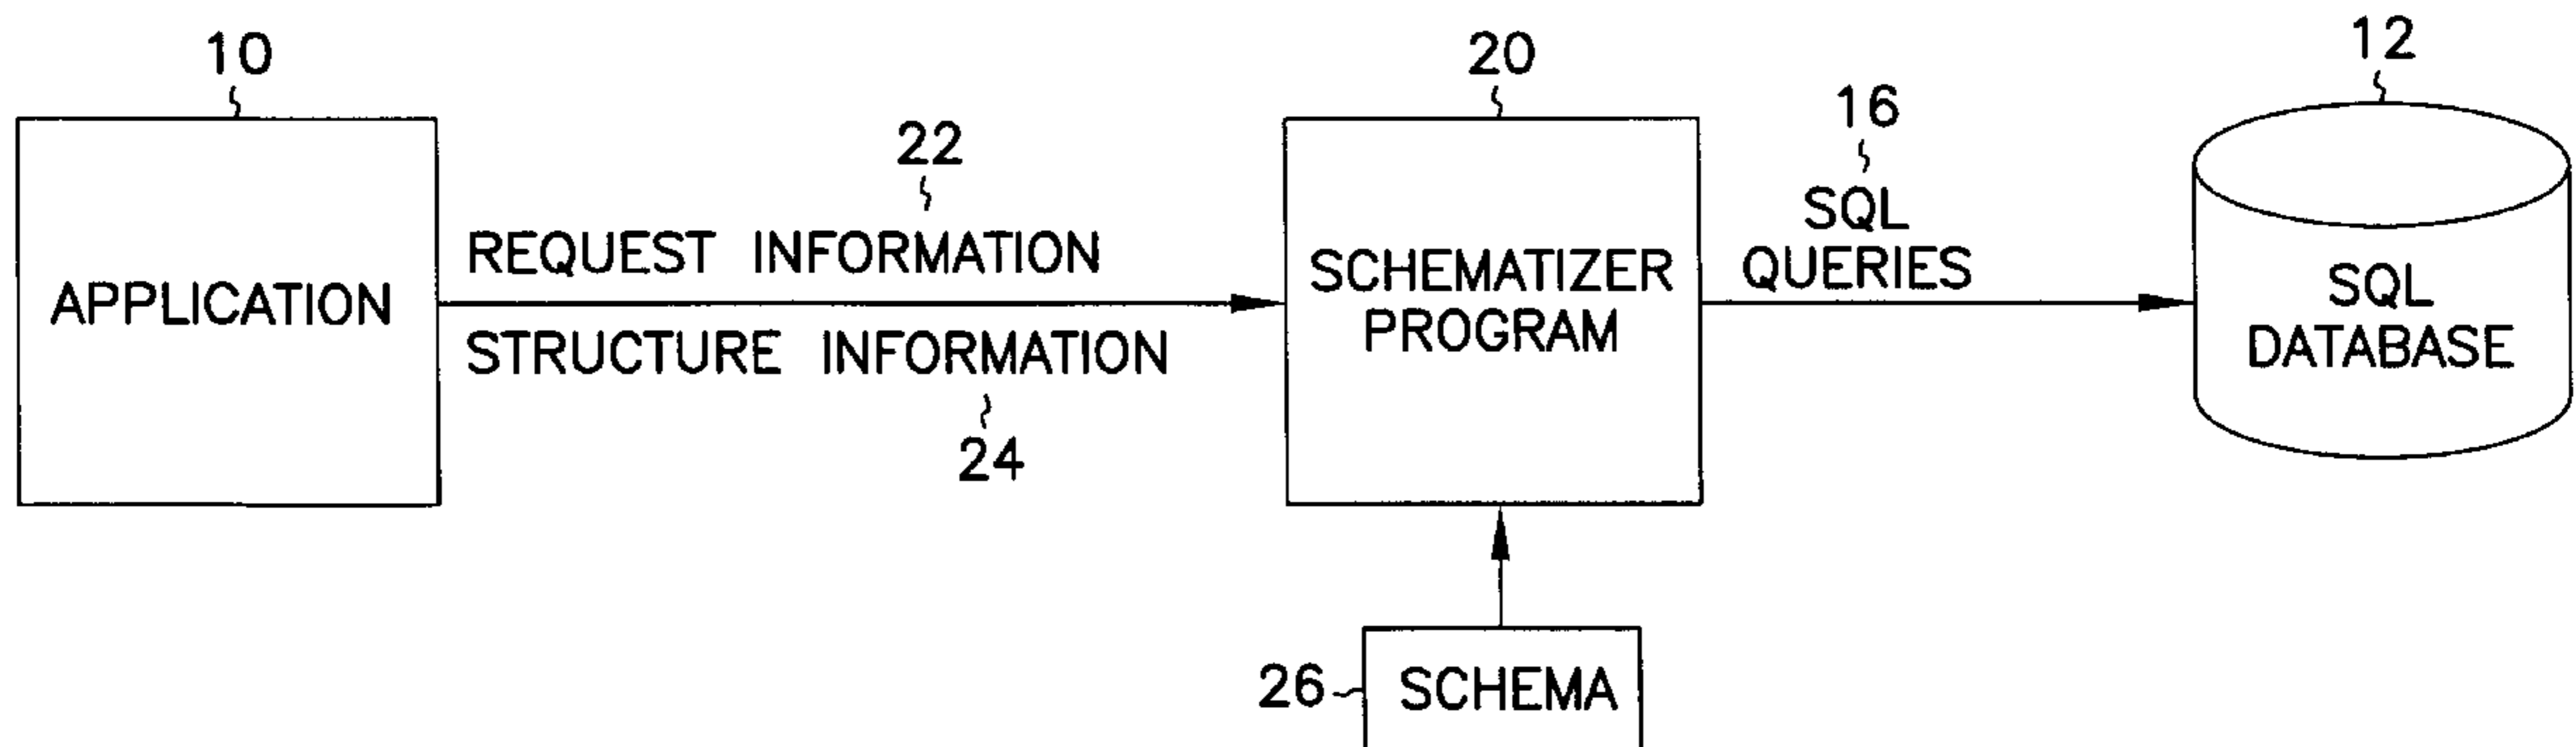 10
20
12
22
16
REQUEST INFORMATION
SQL
QUERIES
APPLICATION
SCHEMATIZER
PROGRAM
SQL
DATABASE
STRUCTURE INFORMATION
24
26
SCHEMA